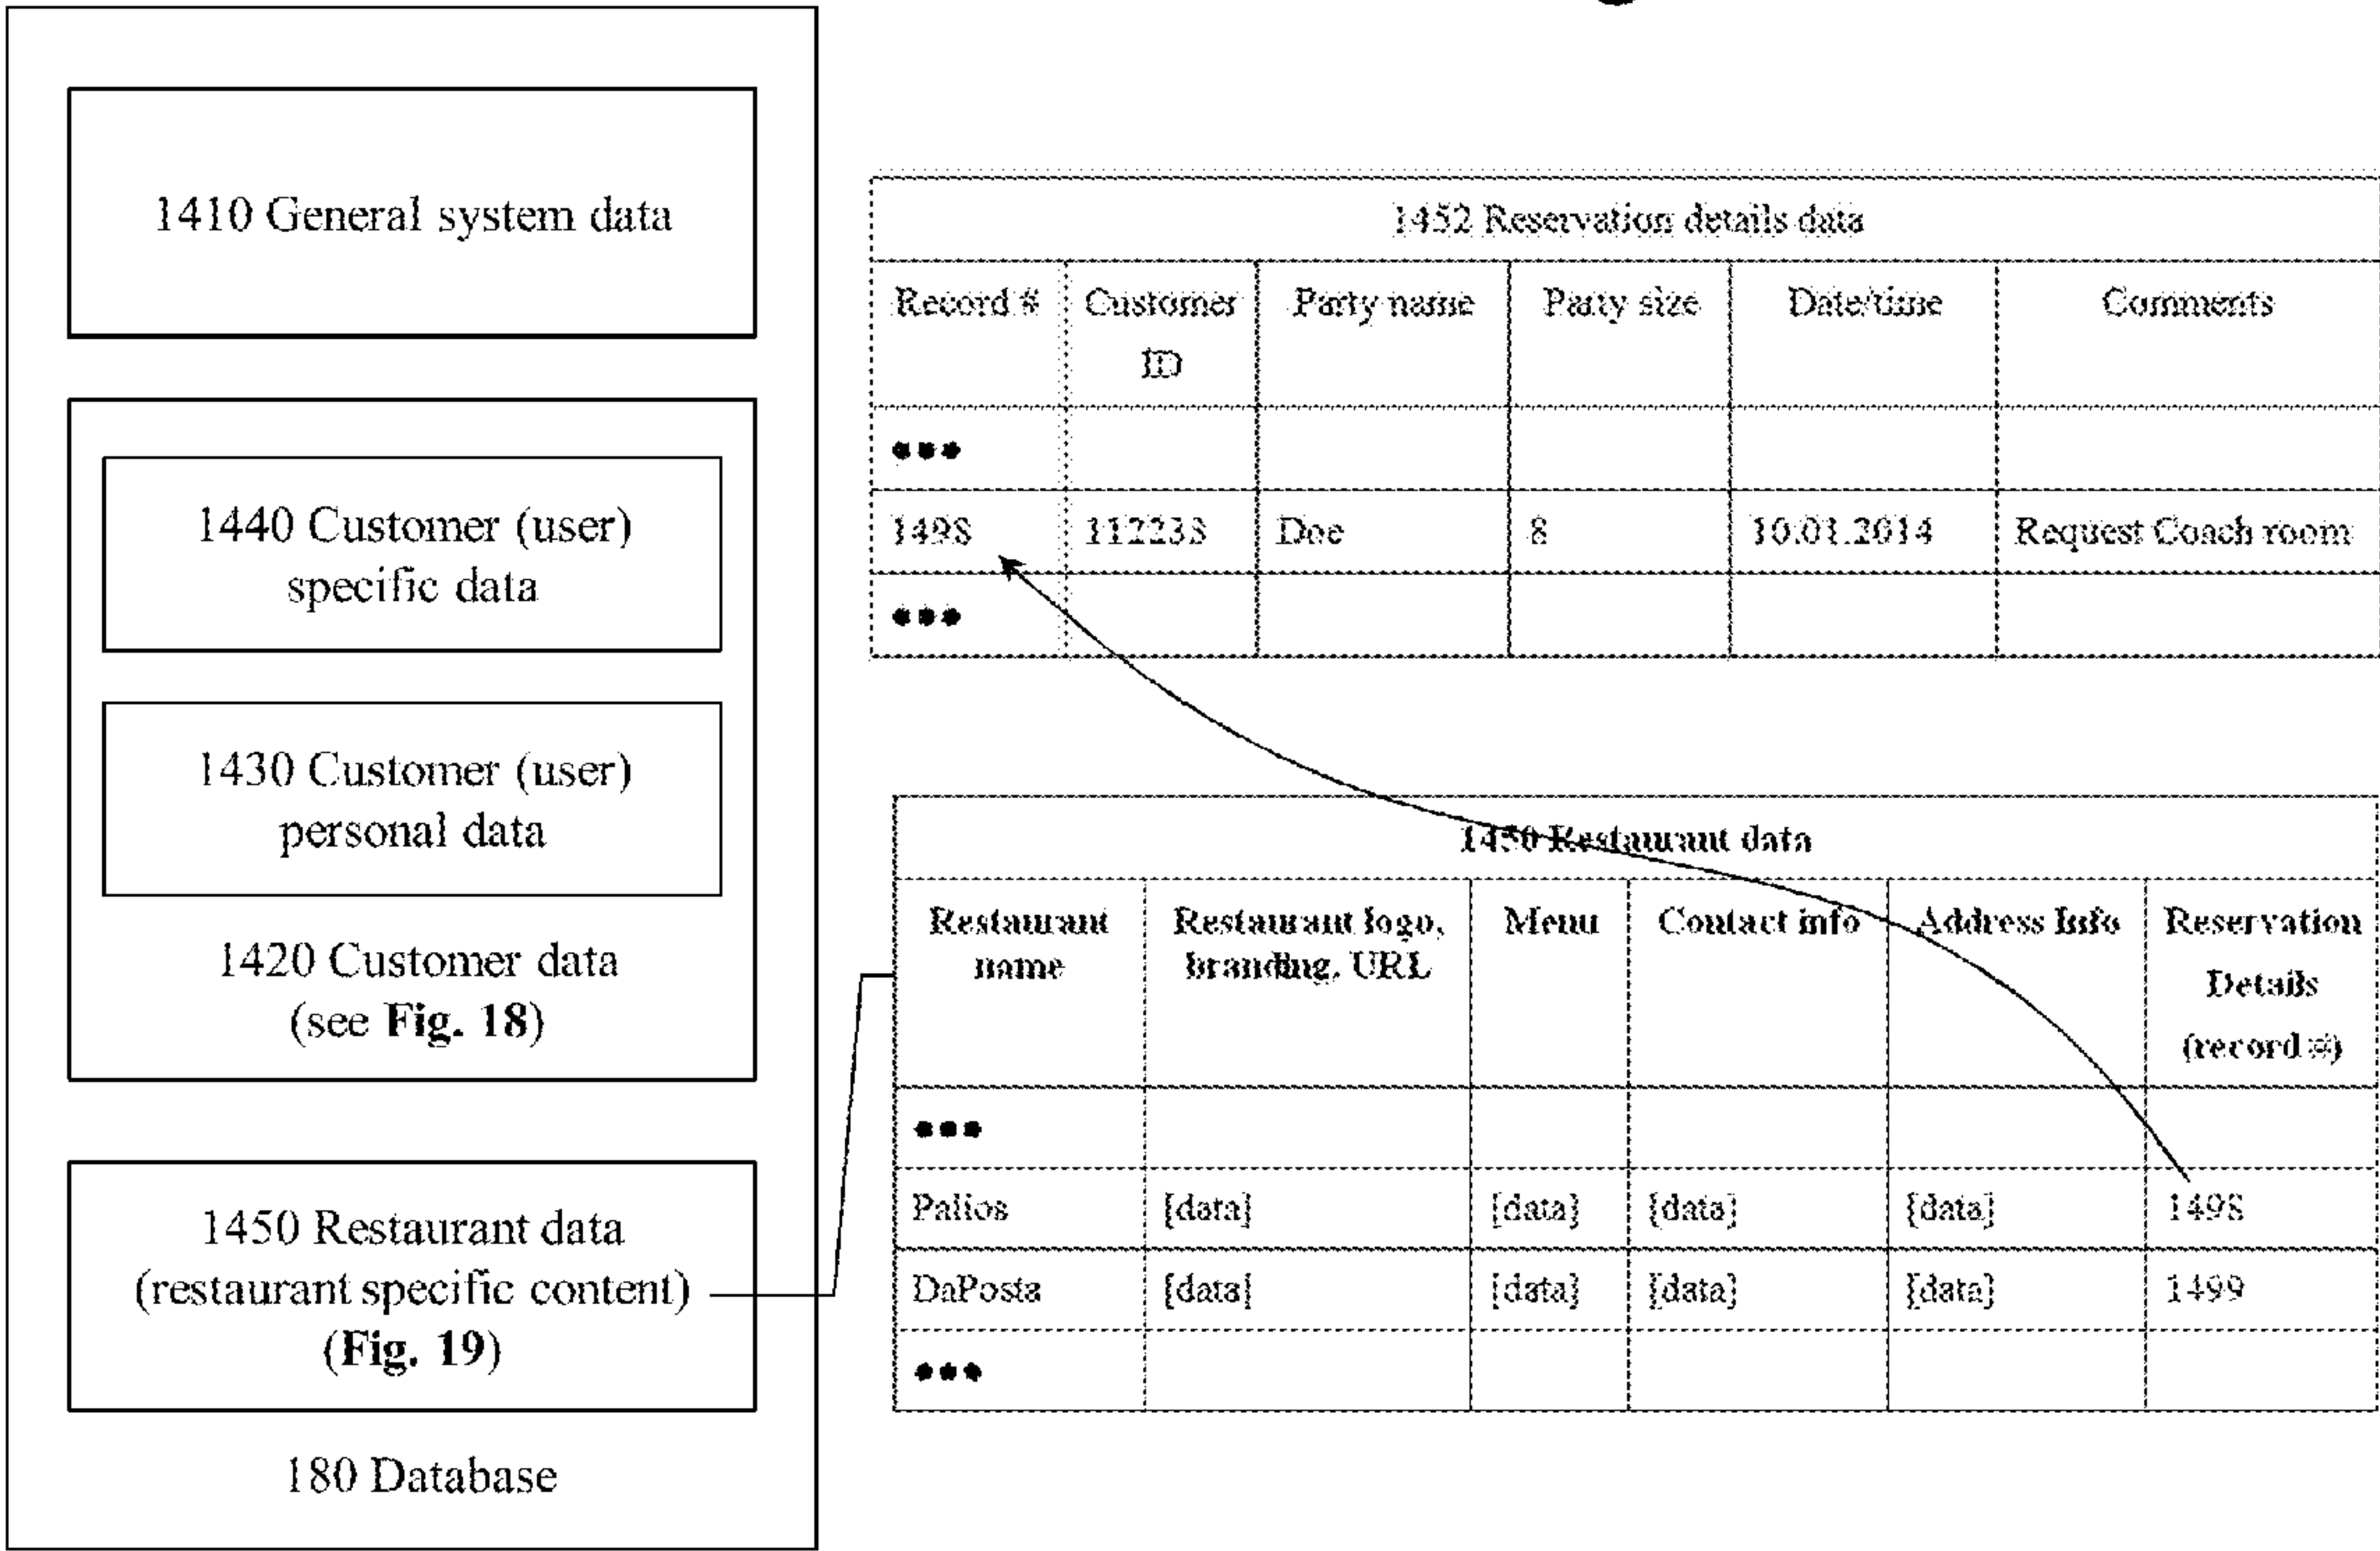 1410 General system data
1440 Customer (user)
specific data
1430 Customer (user)
personal data
1420 Customer data
(see Fig. 18)
1450 Restaurant data
(restaurant specific content)
(Fig. 19)
180 Database
1452 Reservation details data
Record # Customer ID Party name Party size Date/time Comments
•••
1498 112233 Doe 8 10.01.2014 Request Coach room
•••
1450 Restaurant data
Restaurant name Restaurant logo, branding, URL Menu Contact info Address Info Reservation Details (record #)
•••
Palios [data] [data] [data] [data] 1498
DaPosta [data] [data] [data] [data] 1499
•••